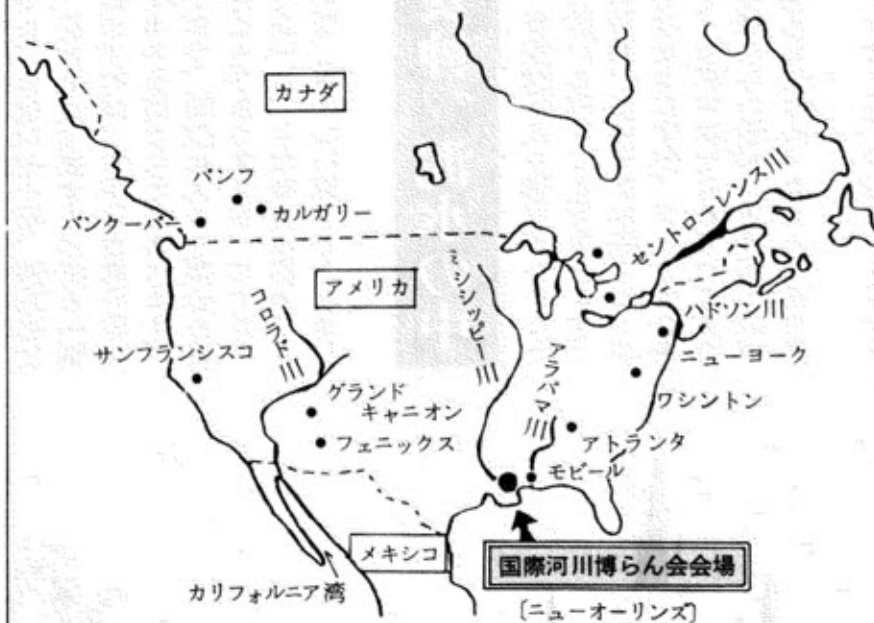 カナダ
バンフ
カルガリー
バンクーバー
セントローレンス川
アメリカ
ミシシッピー川
コロラド川
ハドソン川
サンフランシスコ
ニューヨーク
アラバマ川
グランド
キャニオン
ワシントン
フェニックス
アトランタ
モビール
メキシコ
国際河川博らん会会場
カリフォルニア湾
[ニューオーリンズ]